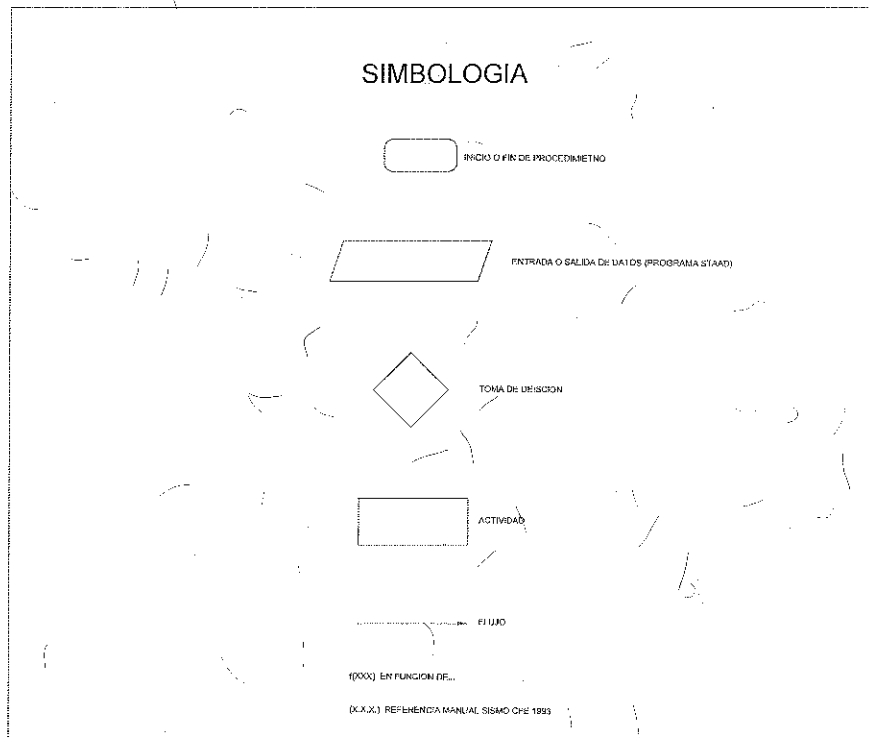 SIMBOLOGIA
INICIO O FIN DE PROCEDIMIETNO
ENTRADA O SALIDA DE DATOS (PROGRAMA STAAD)
TOMA DE DEISCION
ACTIVIDAD
FLUJO
f(XXX) EN FUNCION DE...
(X.X.X.) REFERENCIA MANUAL SISMO CFE 1993